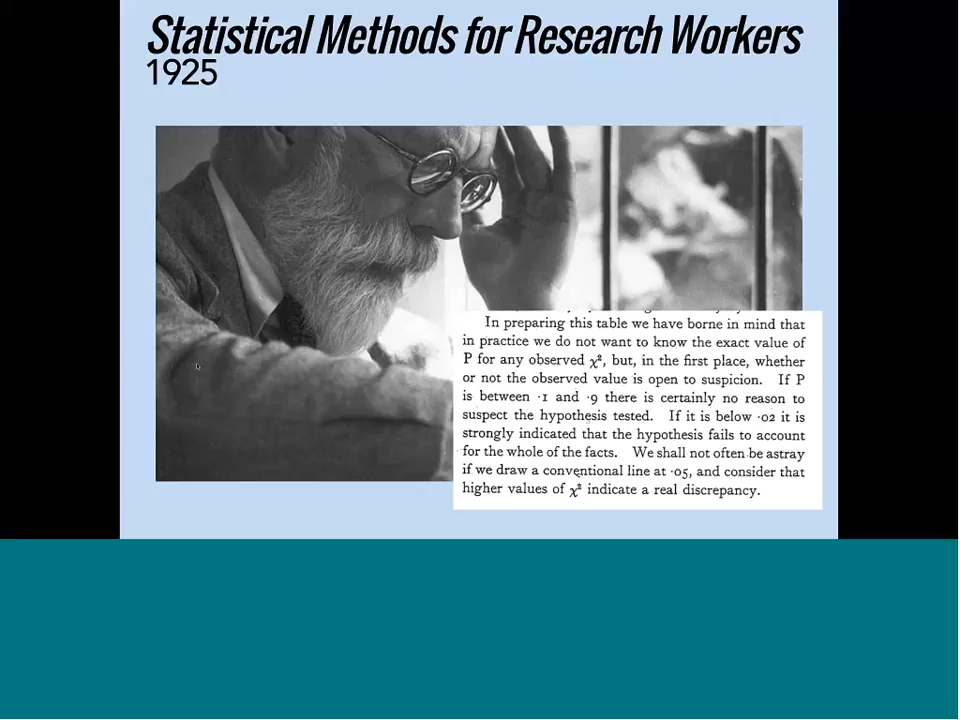 Statistical Methods for Research Workers
1925
In preparing this table we have borne in mind that
in practice we do not want to know the exact value of
P for any observed χ², but, in the first place, whether
or not the observed value is open to suspicion. If P
is between ·1 and ·9 there is certainly no reason to
suspect the hypothesis tested. If it is below ·02 it is
strongly indicated that the hypothesis fails to account
for the whole of the facts. We shall not often be astray
if we draw a conventional line at ·05, and consider that
higher values of χ² indicate a real discrepancy.